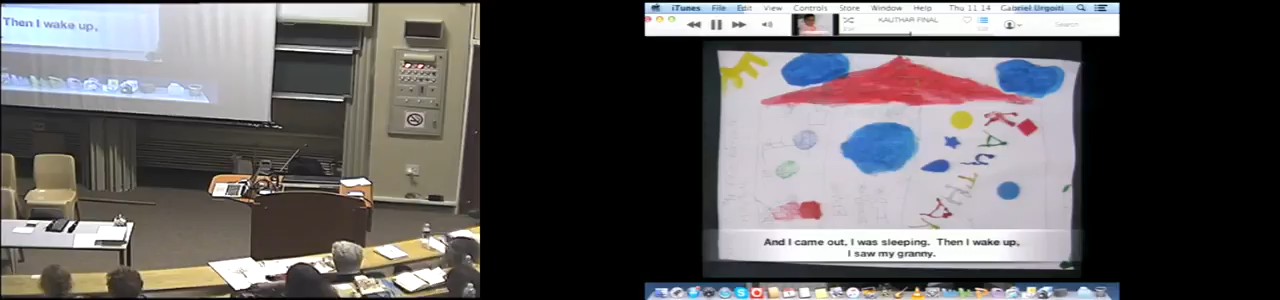 Then I wake up,
iTunes File Edit View Controls Store Window Help Thu 11 14 Gabriel Urgoiti
KAUTHAR FINAL
Search
KAUTHAR
And I came out, I was sleeping. Then I wake up,
I saw my granny.